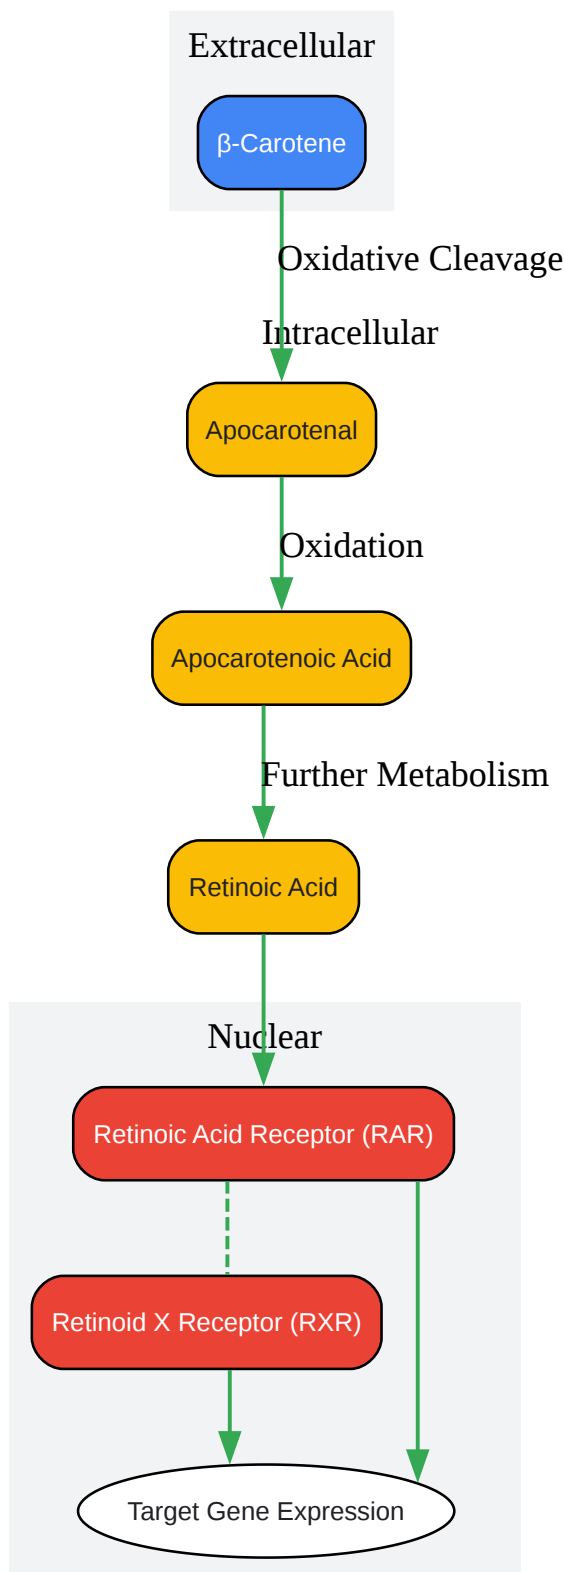 Extracellular
β-Carotene
Oxidative Cleavage
Intracellular
Apocarotenal
Oxidation
Apocarotenoic Acid
Further Metabolism
Retinoic Acid
Nuclear
Retinoic Acid Receptor (RAR)
Retinoid X Receptor (RXR)
Target Gene Expression